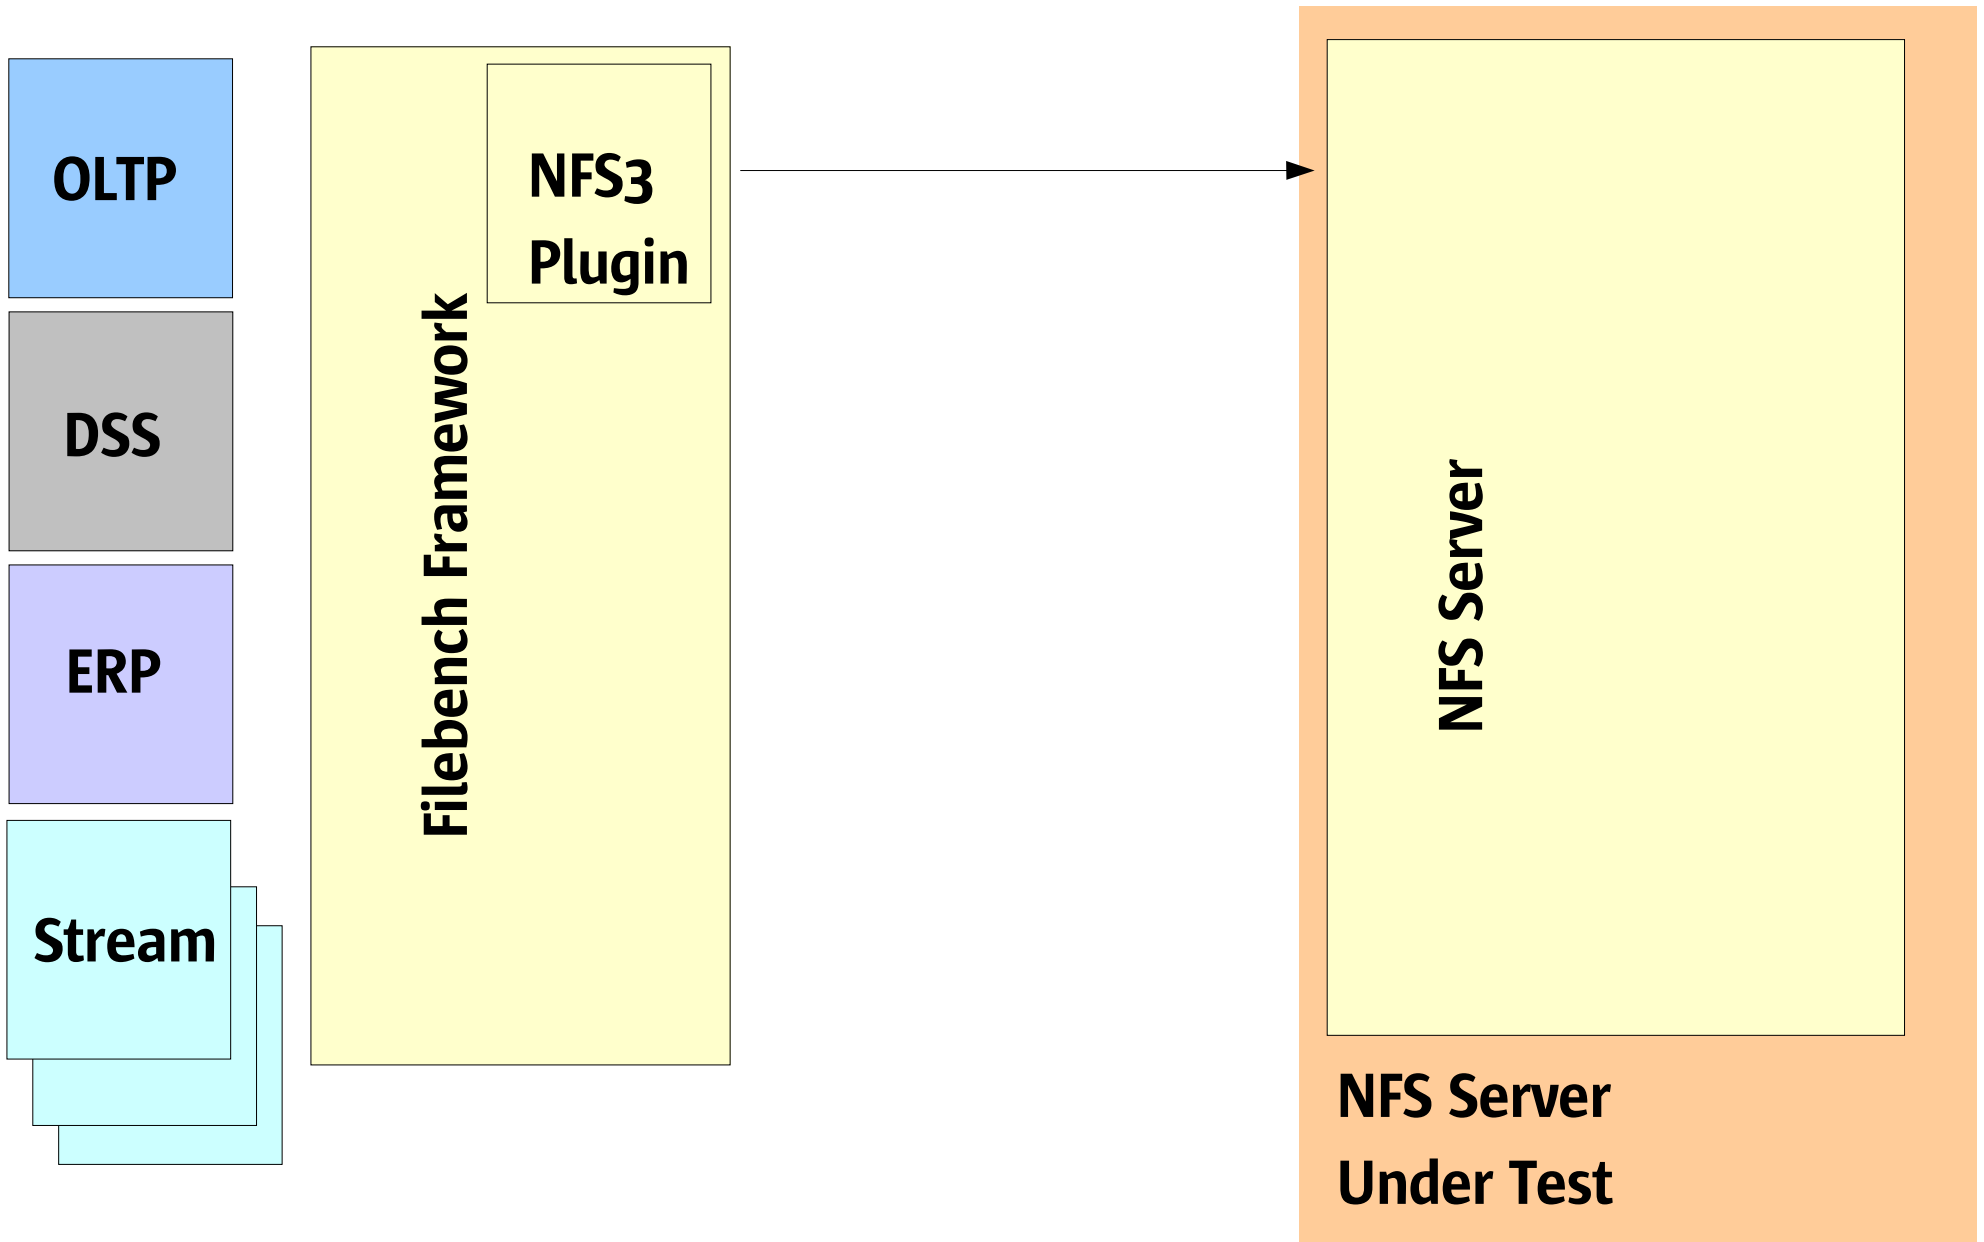 OLTP
DSS
ERP
Stream
Filebench Framework
NFS3
Plugin
NFS Server
NFS Server
Under Test